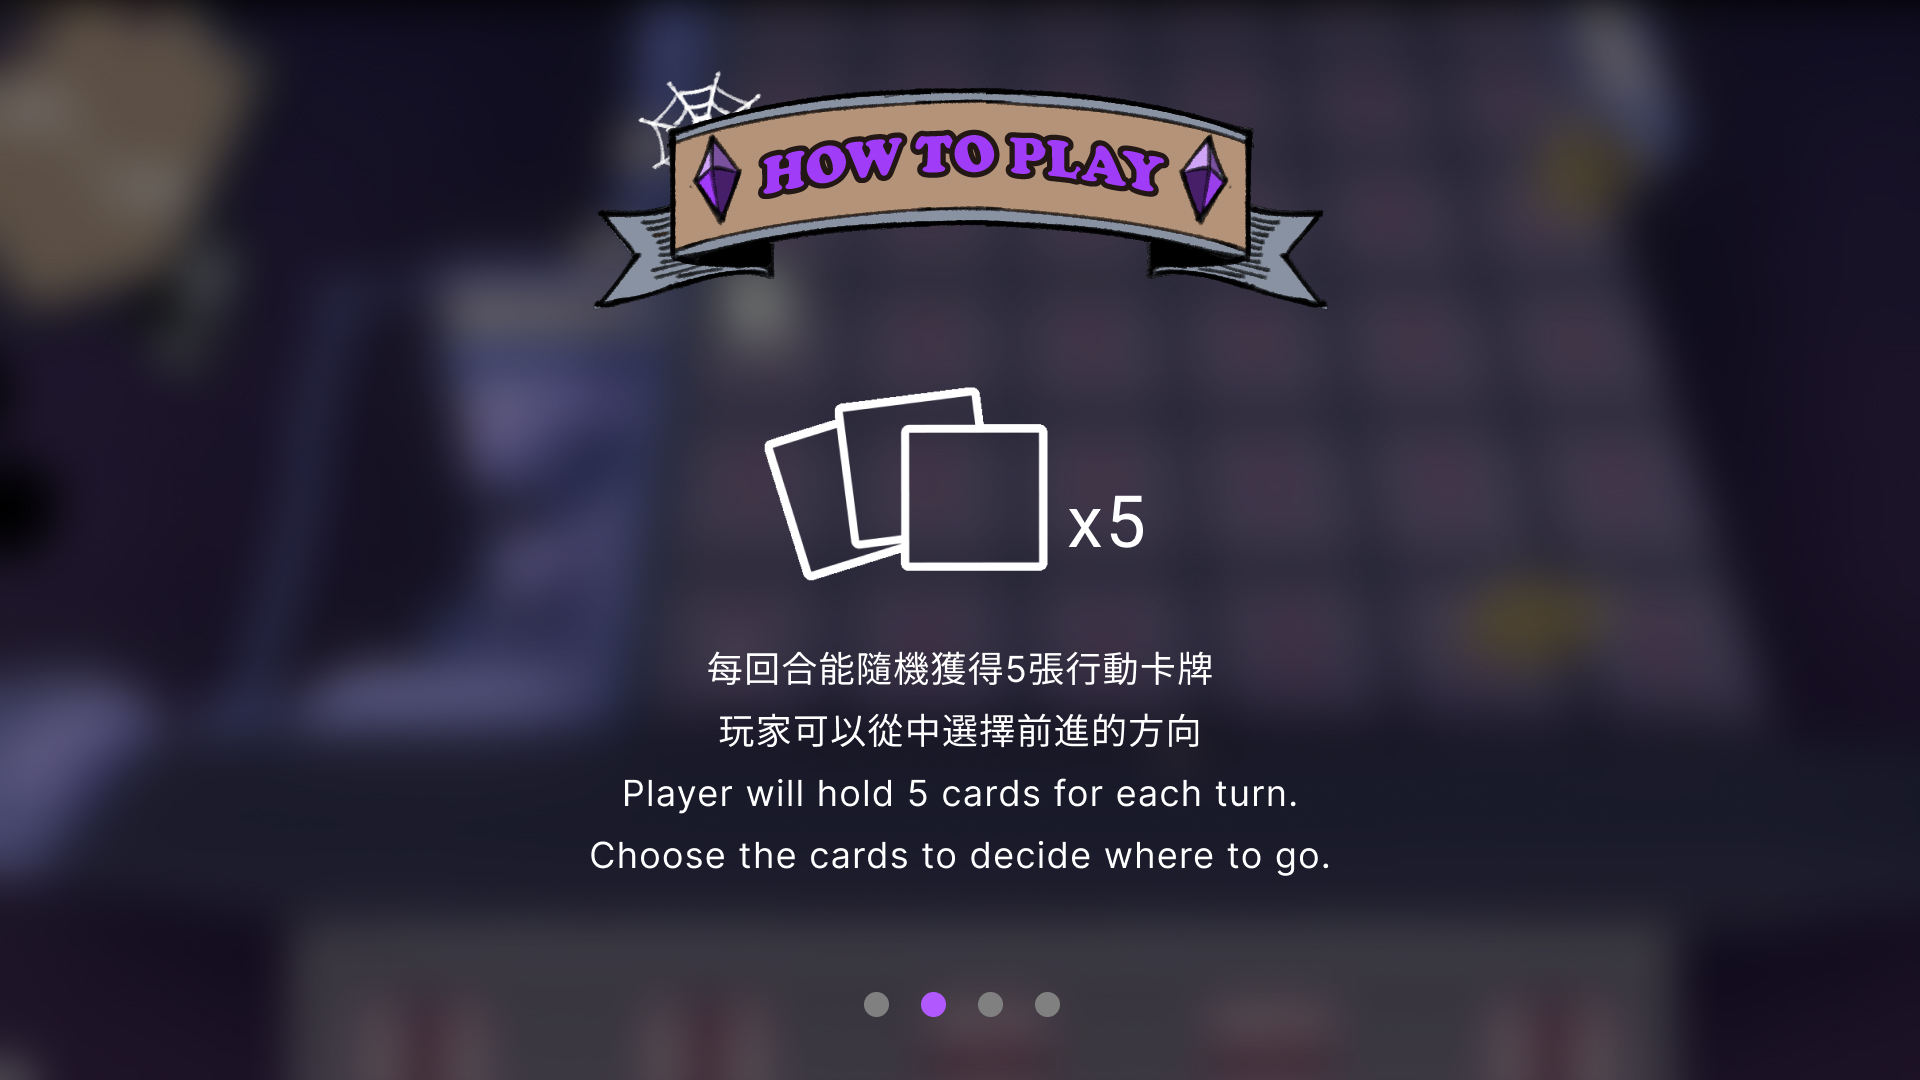 HOW TO PLAY
x5
每回合能隨機獲得5張行動卡牌
玩家可以從中選擇前進的方向
Player will hold 5 cards for each turn.
Choose the cards to decide where to go.